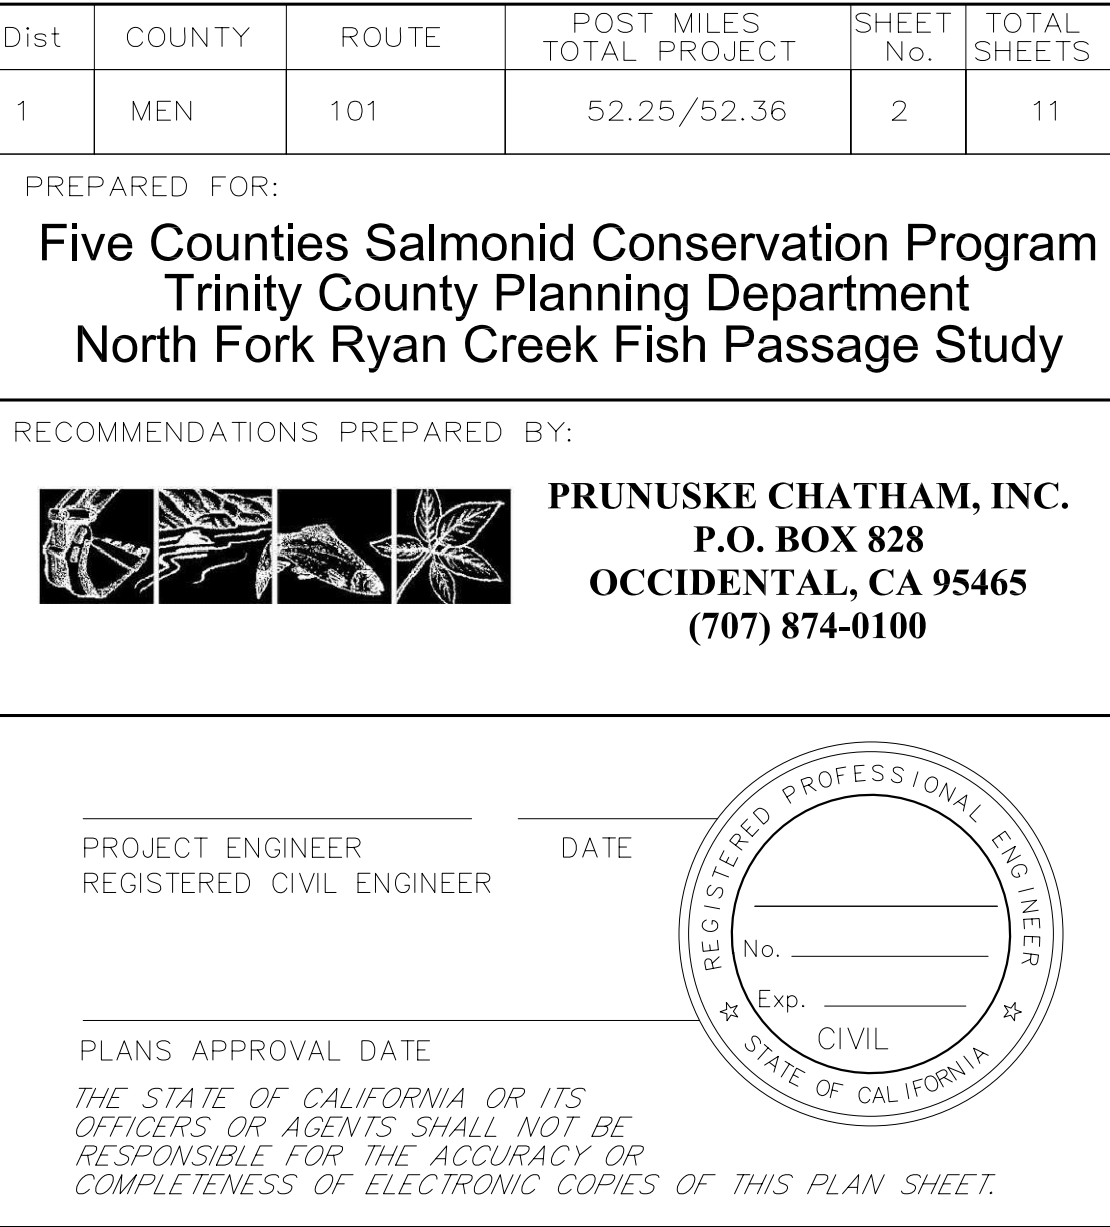 Dist COUNTY ROUTE POST MILES TOTAL PROJECT SHEET No. TOTAL SHEETS
1 MEN 101 52.25/52.36 2 11
PREPARED FOR:
Five Counties Salmonid Conservation Program
Trinity County Planning Department
North Fork Ryan Creek Fish Passage Study
RECOMMENDATIONS PREPARED BY:
PRUNUSKE CHATHAM, INC.
P.O. BOX 828
OCCIDENTAL, CA 95465
(707) 874-0100
PROJECT ENGINEER DATE
REGISTERED CIVIL ENGINEER
REGISTERED PROFESSIONAL ENGINEER
No.
Exp.
CIVIL
STATE OF CALIFORNIA
PLANS APPROVAL DATE
THE STATE OF CALIFORNIA OR ITS
OFFICERS OR AGENTS SHALL NOT BE
RESPONSIBLE FOR THE ACCURACY OR
COMPLETENESS OF ELECTRONIC COPIES OF THIS PLAN SHEET.